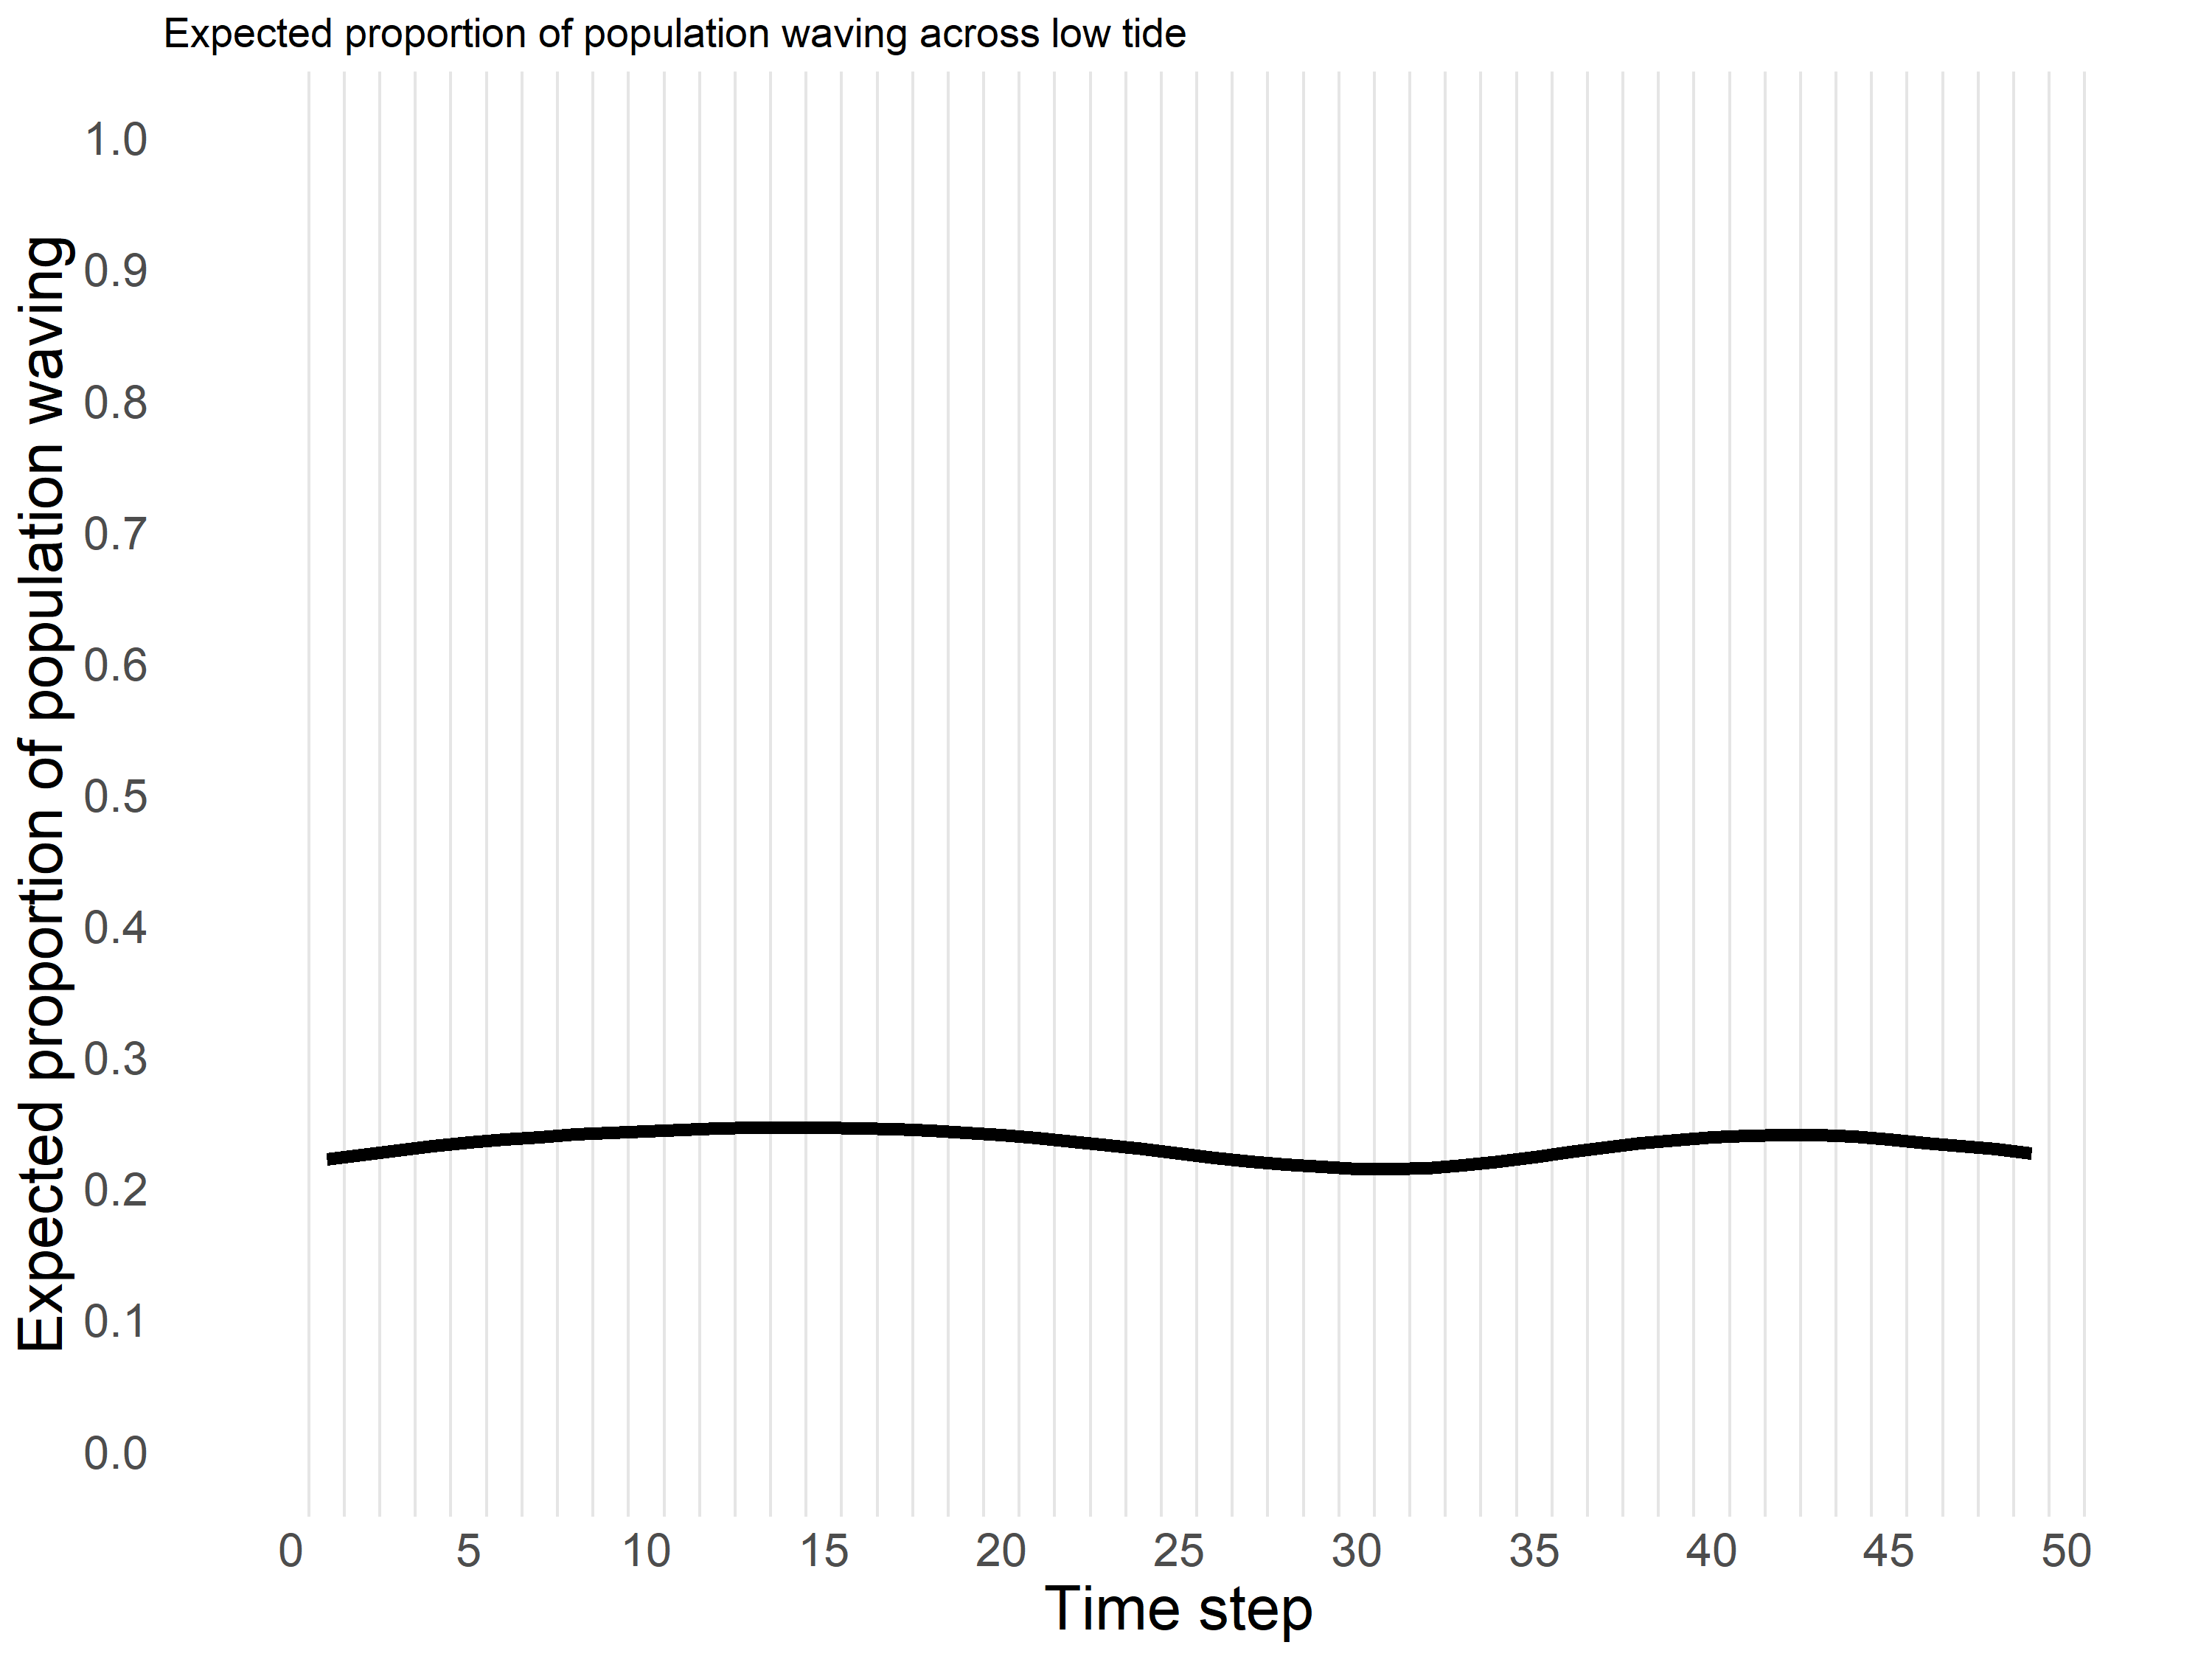 Expected proportion of population waving across low tide
Expected proportion of population waving
1.0
0.9
0.8
0.7
0.6
0.5
0.4
0.3
0.2
0.1
0.0
0 5 10 15 20 25 30 35 40 45 50
Time step